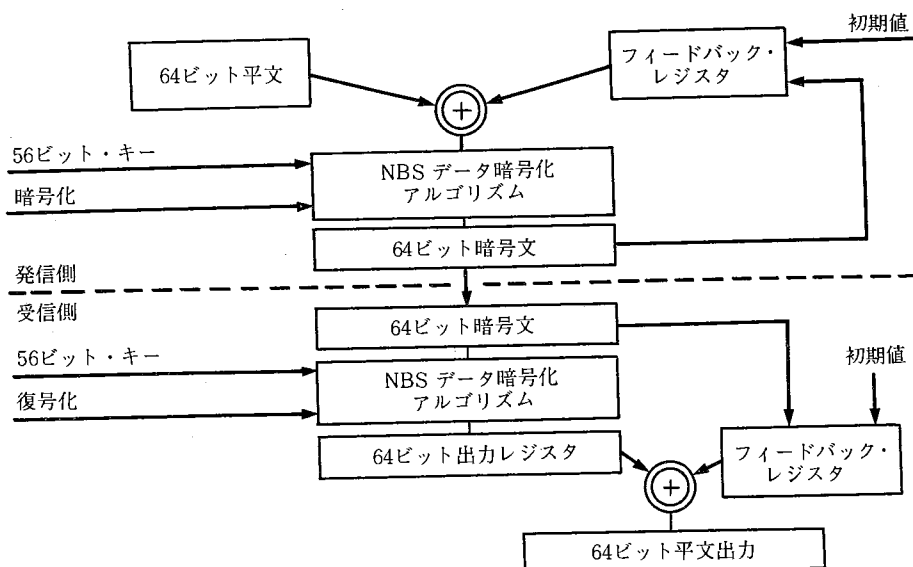 初期値
64ビット平文
フィードバック・
レジスタ
56ビット・キー
暗号化
NBS データ暗号化
アルゴリズム
64ビット暗号文
発信側
受信側
64ビット暗号文
56ビット・キー
復号化
NBS データ暗号化
アルゴリズム
初期値
64ビット出力レジスタ
フィードバック・
レジスタ
64ビット平文出力